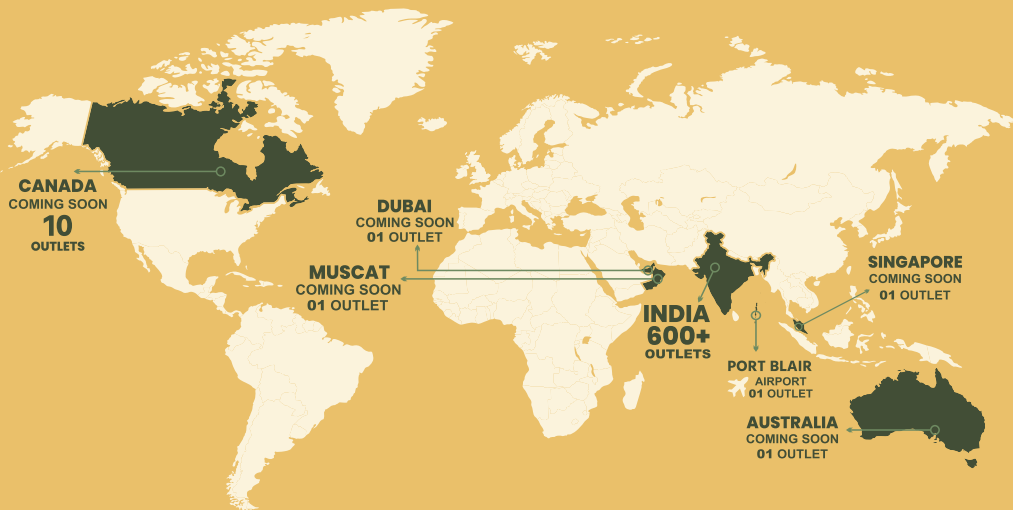 CANADA
COMING SOON
10
OUTLETS
DUBAI
COMING SOON
01 OUTLET
MUSCAT
COMING SOON
01 OUTLET
INDIA
600+
OUTLETS
SINGAPORE
COMING SOON
01 OUTLET
PORT BLAIR
AIRPORT
01 OUTLET
AUSTRALIA
COMING SOON
01 OUTLET